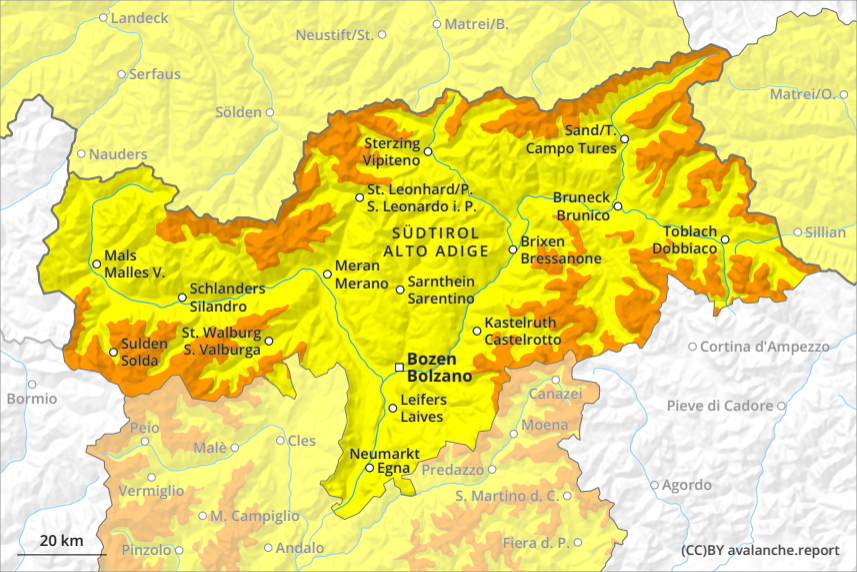 Landeck
Matrei/B.
Neustift/St.
Serfaus
Matrei/O.
Sölden
Sand/T.
Campo Tures
Sterzing
Vipiteno
Nauders
St. Leonhard/P.
S. Leonardo i. P.
Bruneck
Brunico
SÜDTIROL
ALTO ADIGE
Toblach
Dobbiaco
Sillian
Brixen
Bressanone
Mals
Malles V.
Meran
Merano
Sarnthein
Sarentino
Schlanders
Silandro
Kastelruth
Castelrotto
St. Walburg
S. Valburga
Sulden
Solda
Cortina d'Ampezzo
Bozen
Bolzano
Bormio
Canazei
Leifers
Laives
Pieve di Cadore
Peio
Moena
Cles
Malè
Neumarkt
Egna
Predazzo
Vermiglio
Agordo
S. Martino d. C.
M. Campiglio
20 km
Pinzolo
Andalo
Fiera d. P.
(CC)BY avalanche.report